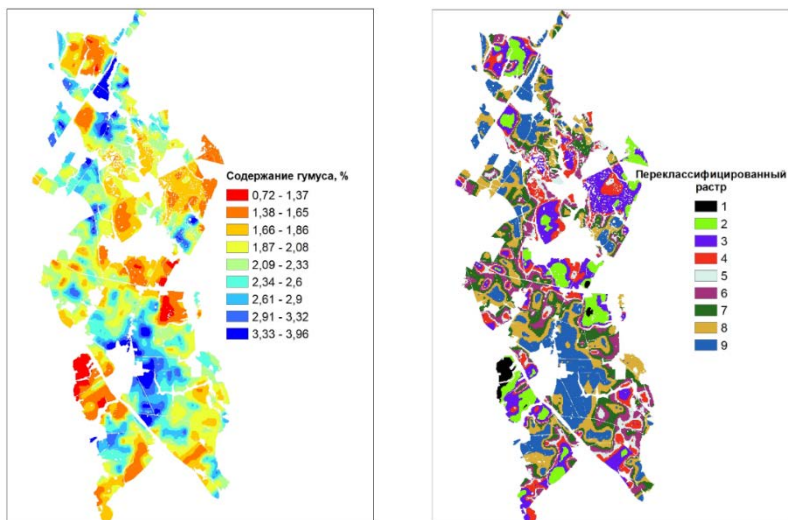 Содержание гумуса, %
0,72 - 1,37
1,38 - 1,65
1,66 - 1,86
1,87 - 2,08
2,09 - 2,33
2,34 - 2,6
2,61 - 2,9
2,91 - 3,32
3,33 - 3,96
Переклассифицированный
растр
1
2
3
4
5
6
7
8
9